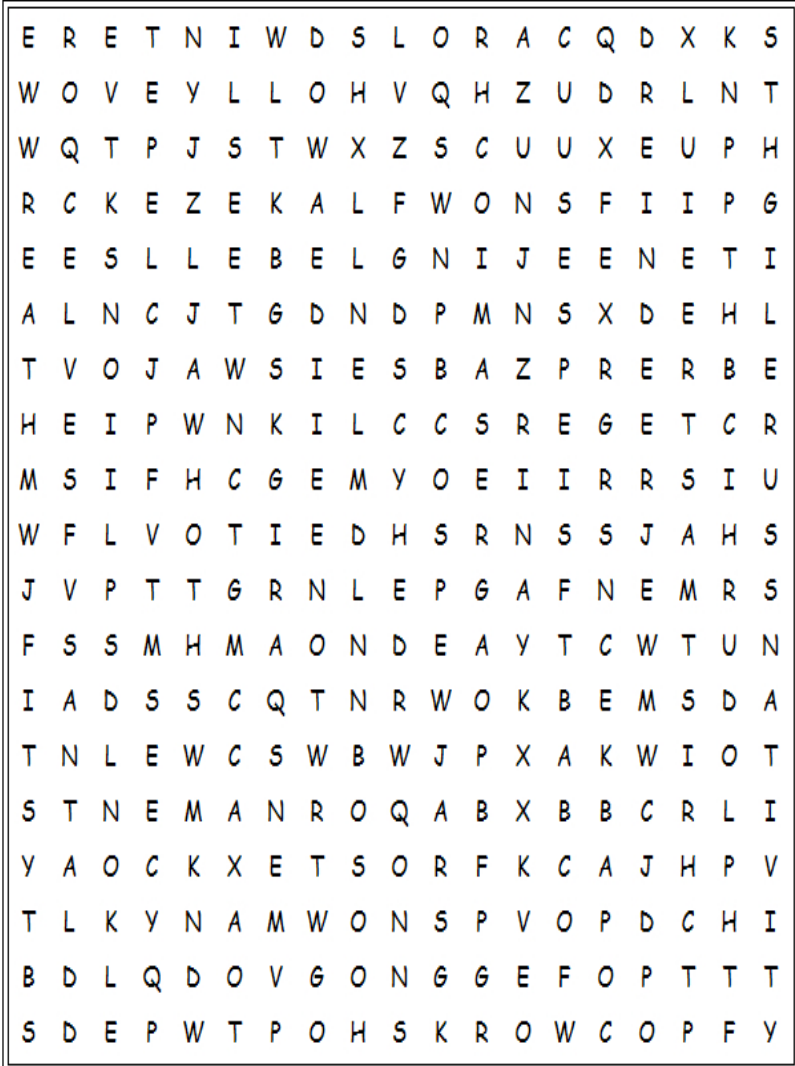 E R E T N I W D S L O R A C Q D X K S
W O V E Y L L O H V Q H Z U D R L N T
W Q T P J S T W X Z S C U U X E U P H
R C K E Z E K A L F W O N S F I I P G
E E S L L E B E L G N I J E E N E T I
A L N C J T G D N D P M N S X D E H L
T V O J A W S I E S B A Z P R E R B E
H E I P W N K I L C C S R E G E T C R
M S I F H C G E M Y O E I I R R S I U
W F L V O T I E D H S R N S S J A H S
J V P T T G R N L E P G A F N E M R S
F S S M H M A O N D E A Y T C W T U N
I A D S S C Q T N R W O K B E M S D A
T N L E W C S W B W J P X A K W I O T
S T N E M A N R O Q A B X B B C R L I
Y A O C K X E T S O R F K C A J H P V
T L K Y N A M W O N S P V O P D C H I
B D L Q D O V G O N G G E F O P T T T
S D E P W T P O H S K R O W C O P F Y